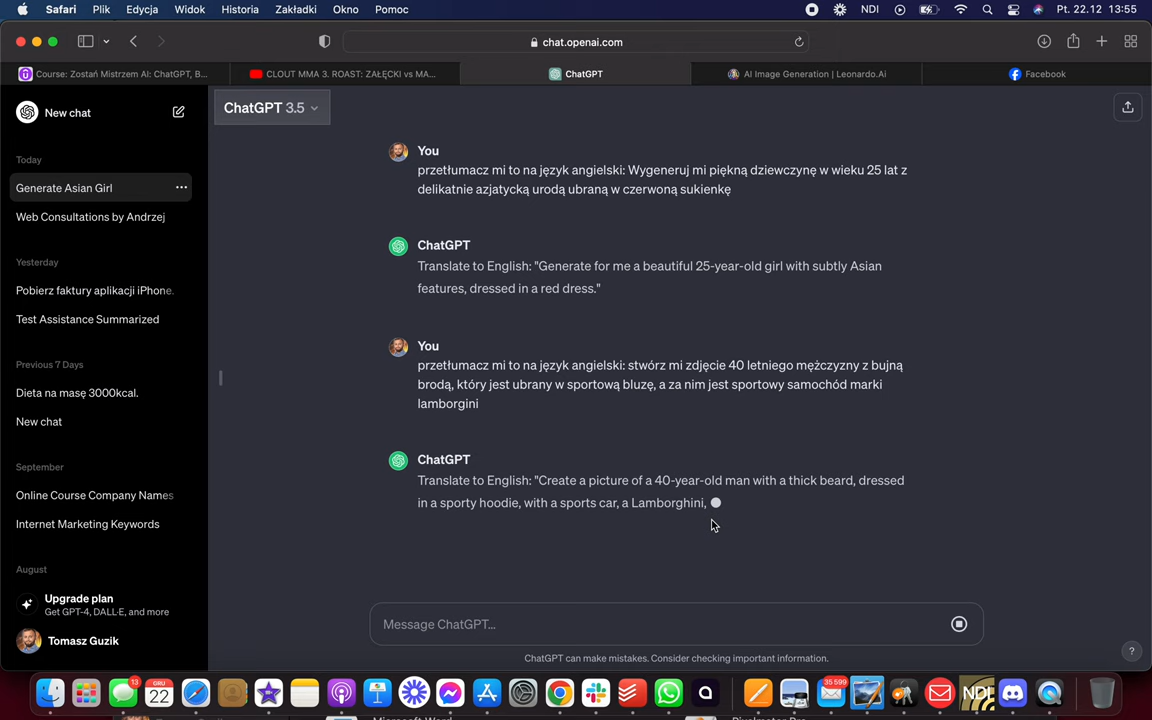 Safari Plik Edycja Widok Historia Zakładki Okno Pomoc NDI Pt. 22.12 13:55
chat.openai.com
Course: Zostań Mistrzem AI: ChatGPT, B... CLOUT MMA 3. ROAST: ZAŁĘCKI vs MA... ChatGPT AI Image Generation | Leonardo.Ai Facebook
New chat
ChatGPT 3.5
Today
Generate Asian Girl
Web Consultations by Andrzej
Yesterday
Pobierz faktury aplikacji iPhone.
Test Assistance Summarized
Previous 7 Days
Dieta na masę 3000kcal.
New chat
September
Online Course Company Names
Internet Marketing Keywords
August
Upgrade plan
Get GPT-4, DALL·E, and more
Tomasz Guzik
You
przetłumacz mi to na język angielski: Wygeneruj mi piękną dziewczynę w wieku 25 lat z
delikatnie azjatycką urodą ubraną w czerwoną sukienkę
ChatGPT
Translate to English: "Generate for me a beautiful 25-year-old girl with subtly Asian
features, dressed in a red dress."
You
przetłumacz mi to na język angielski: stwórz mi zdjęcie 40 letniego mężczyzny z bujną
brodą, który jest ubrany w sportową bluzę, a za nim jest sportowy samochód marki
lamborgini
ChatGPT
Translate to English: "Create a picture of a 40-year-old man with a thick beard, dressed
in a sporty hoodie, with a sports car, a Lamborghini,
Message ChatGPT...
ChatGPT can make mistakes. Consider checking important information.
?
13
GRU
22
35 599
NDI